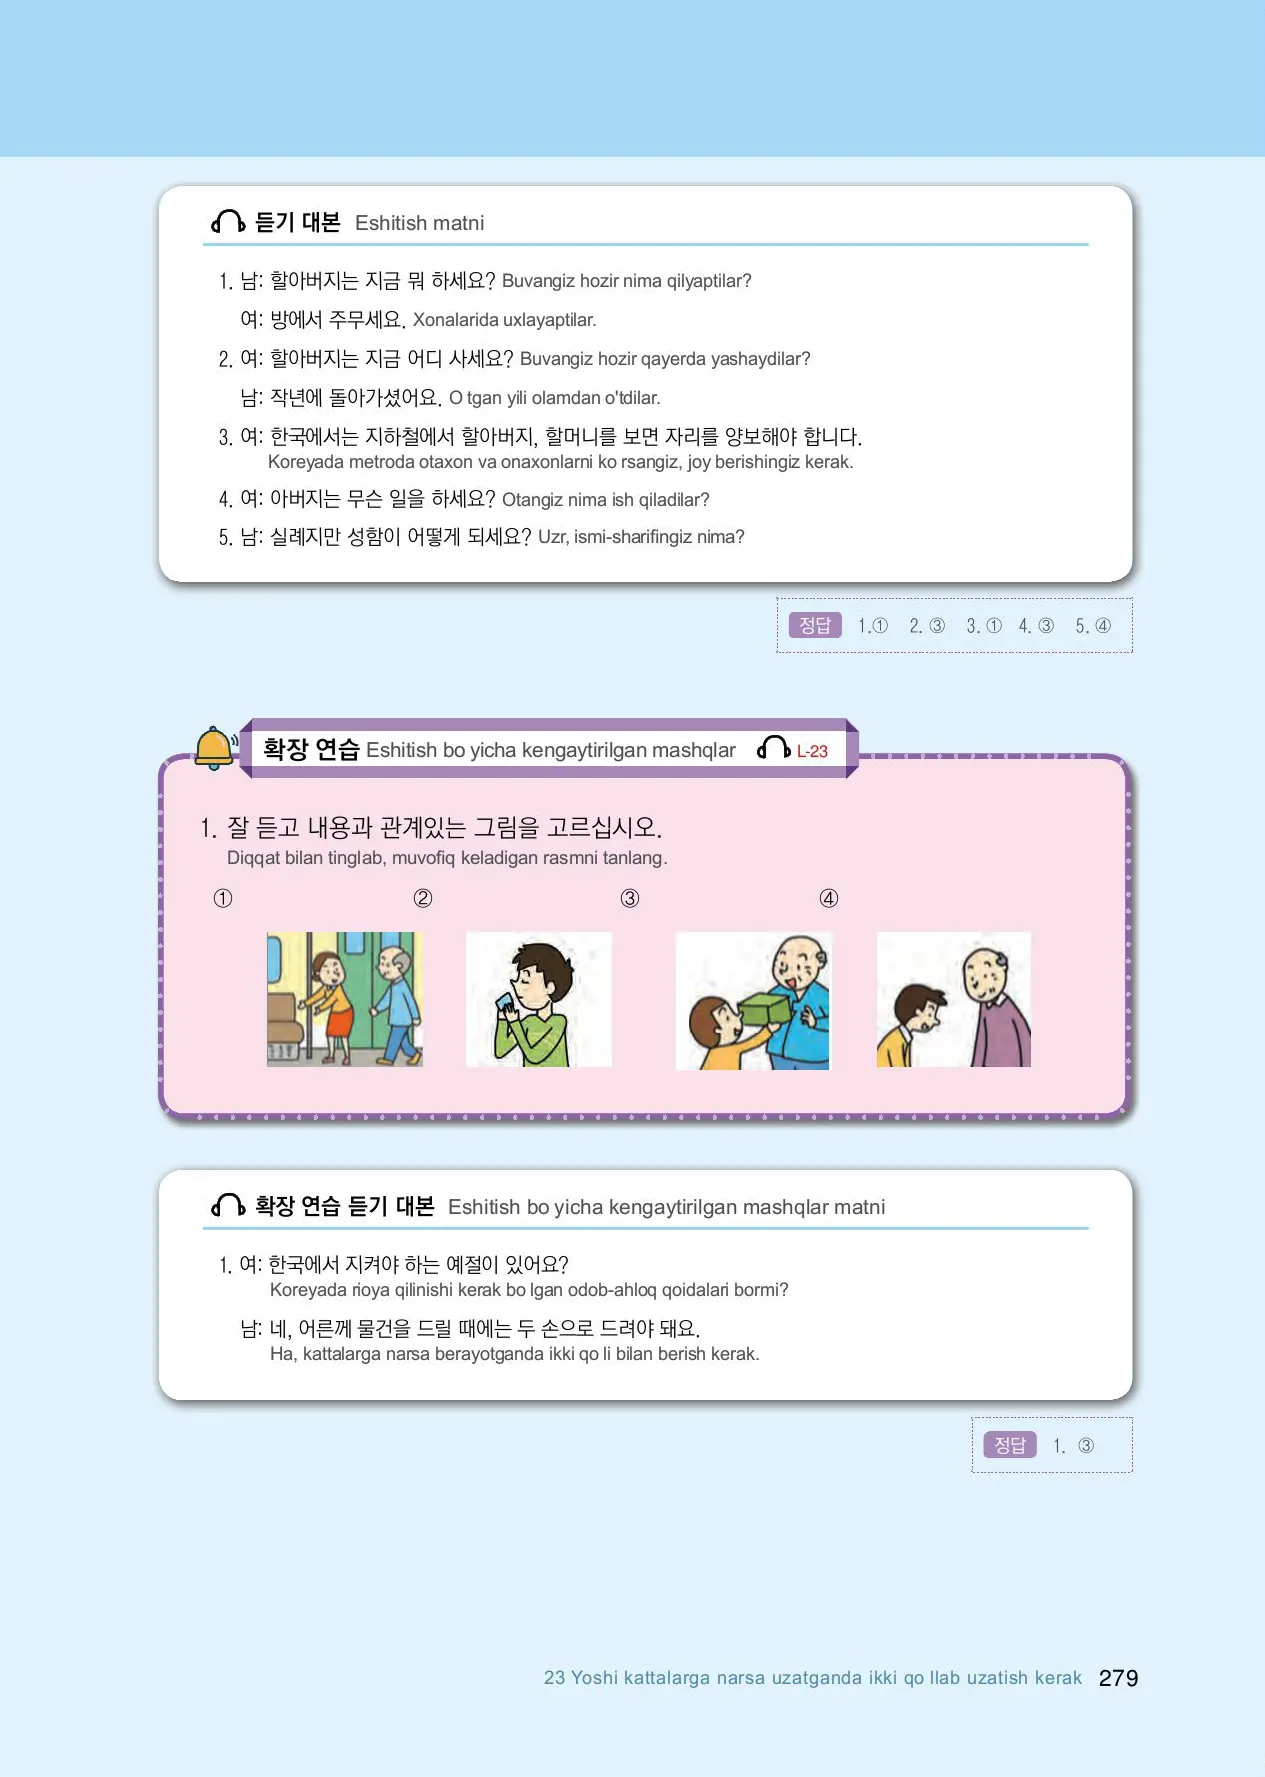 듣기 대본 Eshitish matni
1. 남: 할아버지는 지금 뭐 하세요? Buvangiz hozir nima qilyaptilar?
여: 방에서 주무세요. Xonalarida uxlayaptilar.
2. 여: 할아버지는 지금 어디 사세요? Buvangiz hozir qayerda yashaydilar?
남: 작년에 돌아가셨어요. O tgan yili olamdan o'tdilar.
3. 여: 한국에서는 지하철에서 할아버지, 할머니를 보면 자리를 양보해야 합니다.
Koreyada metroda otaxon va onaxonlarni ko rsangiz, joy berishingiz kerak.
4. 여: 아버지는 무슨 일을 하세요? Otangiz nima ish qiladilar?
5. 남: 실례지만 성함이 어떻게 되세요? Uzr, ismi-sharifingiz nima?
정답 1.① 2. ③ 3. ① 4. ③ 5. ④
확장 연습 Eshitish bo yicha kengaytirilgan mashqlar L-23
1. 잘 듣고 내용과 관계있는 그림을 고르십시오.
Diqqat bilan tinglab, muvofiq keladigan rasmni tanlang.
① ② ③ ④
확장 연습 듣기 대본 Eshitish bo yicha kengaytirilgan mashqlar matni
1. 여: 한국에서 지켜야 하는 예절이 있어요?
Koreyada rioya qilinishi kerak bo lgan odob-ahloq qoidalari bormi?
남: 네, 어른께 물건을 드릴 때에는 두 손으로 드려야 돼요.
Ha, kattalarga narsa berayotganda ikki qo li bilan berish kerak.
정답 1. ③
23 Yoshi kattalarga narsa uzatganda ikki qo llab uzatish kerak 279